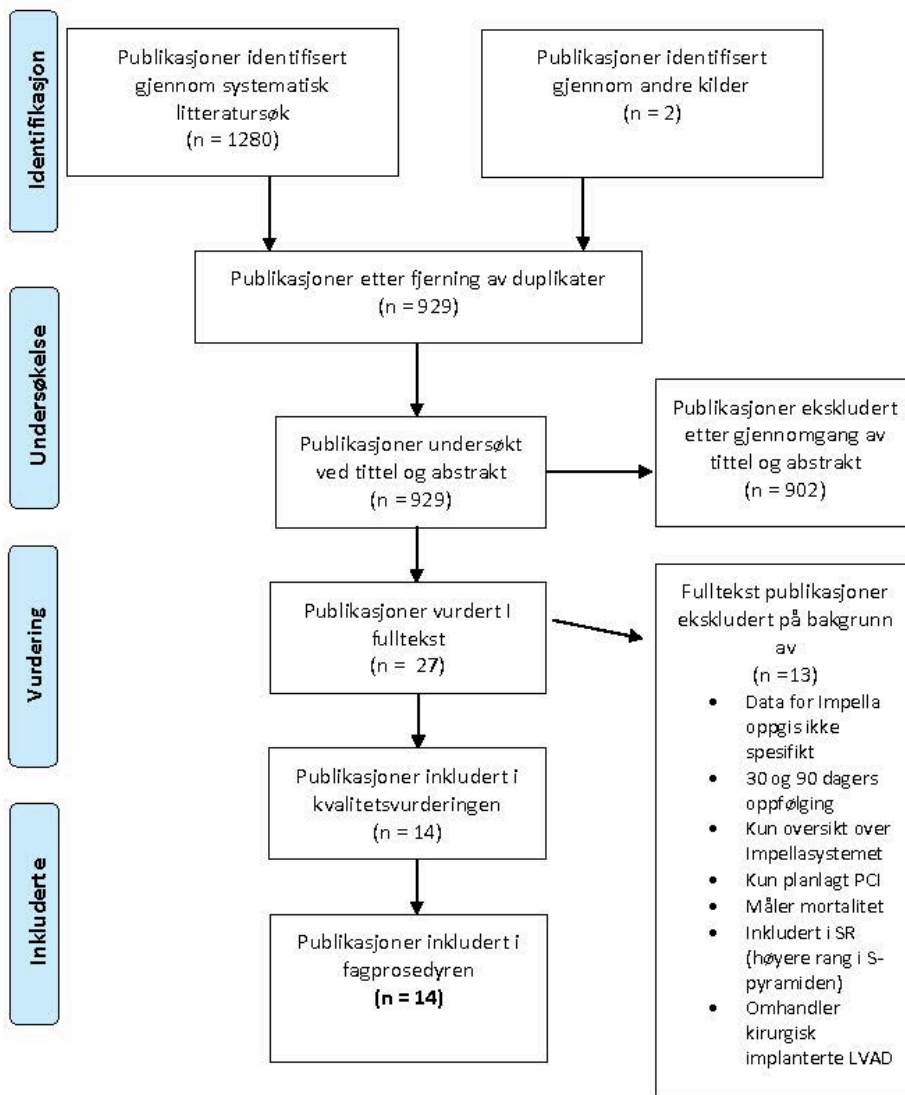 Identifikasjon
Publikasjoner identifisert
gjennom systematisk
litteratursøk
(n = 1280)
Publikasjoner identifisert
gjennom andre kilder
(n = 2)
Undersøkelse
Publikasjoner etter fjerning av duplikater
(n = 929)
Publikasjoner undersøkt
ved tittel og abstrakt
(n = 929)
Publikasjoner ekskludert
etter gjennomgang av
tittel og abstrakt
(n = 902)
Vurdering
Publikasjoner vurdert I
fulltekst
(n = 27)
Fulltekst publikasjoner
ekskludert på bakgrunn
av
(n =13)
• Data for Impella
oppgis ikke
spesifikt
• 30 og 90 dagers
oppfølging
• Kun oversikt over
Impellasystemet
• Kun planlagt PCI
• Måler mortalitet
• Inkludert i SR
(høyere rang i S-
pyramiden)
• Omhandler
kirurgisk
implanterte LVAD
Publikasjoner inkludert i
kvalitetsvurderingen
(n = 14)
Inkluderte
Publikasjoner inkludert i
fagprosedyren
(n = 14)